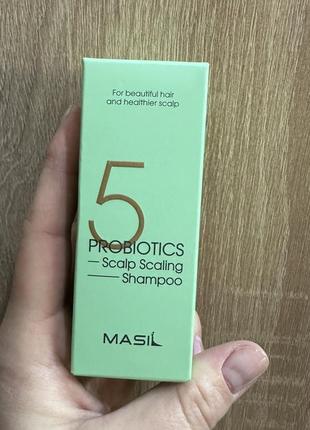 For beautiful hair
and healthier scalp
5
PROBIOTICS
Scalp Scaling
Shampoo
MASIL